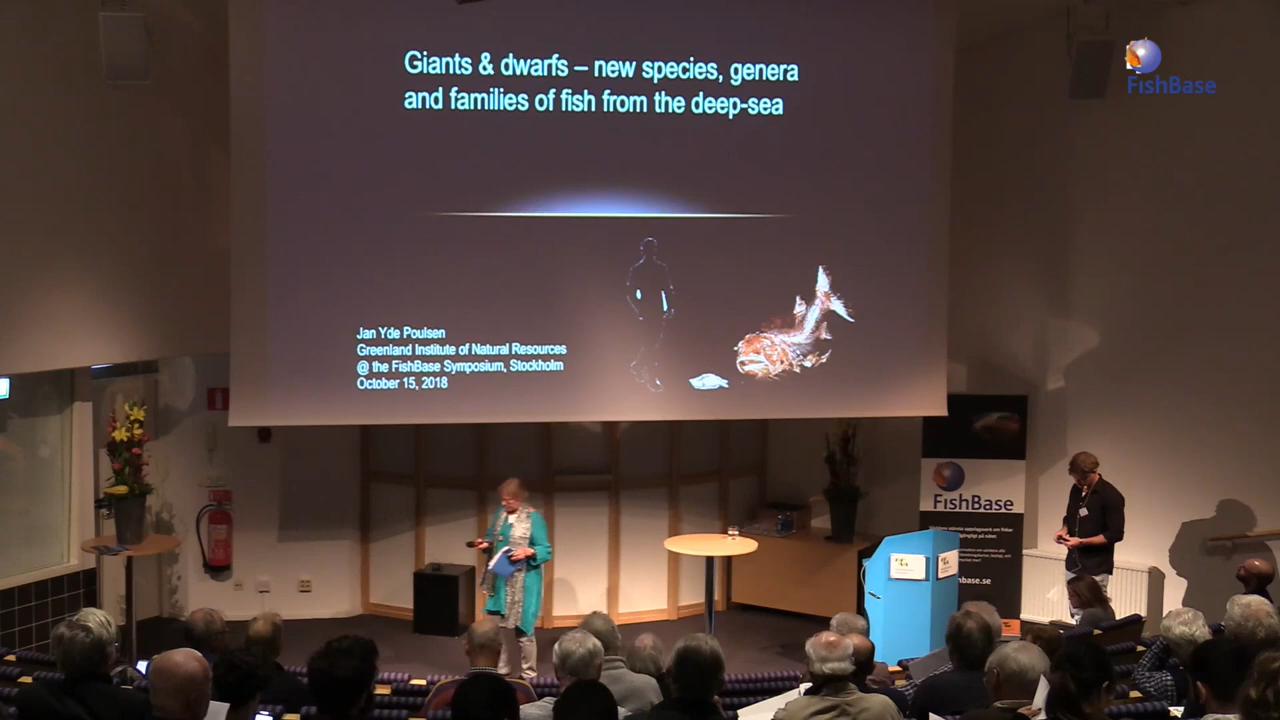 Giants & dwarfs – new species, genera
and families of fish from the deep-sea
FishBase
Jan Yde Poulsen
Greenland Institute of Natural Resources
@ the FishBase Symposium, Stockholm
October 15, 2018
FishBase
hbase.se